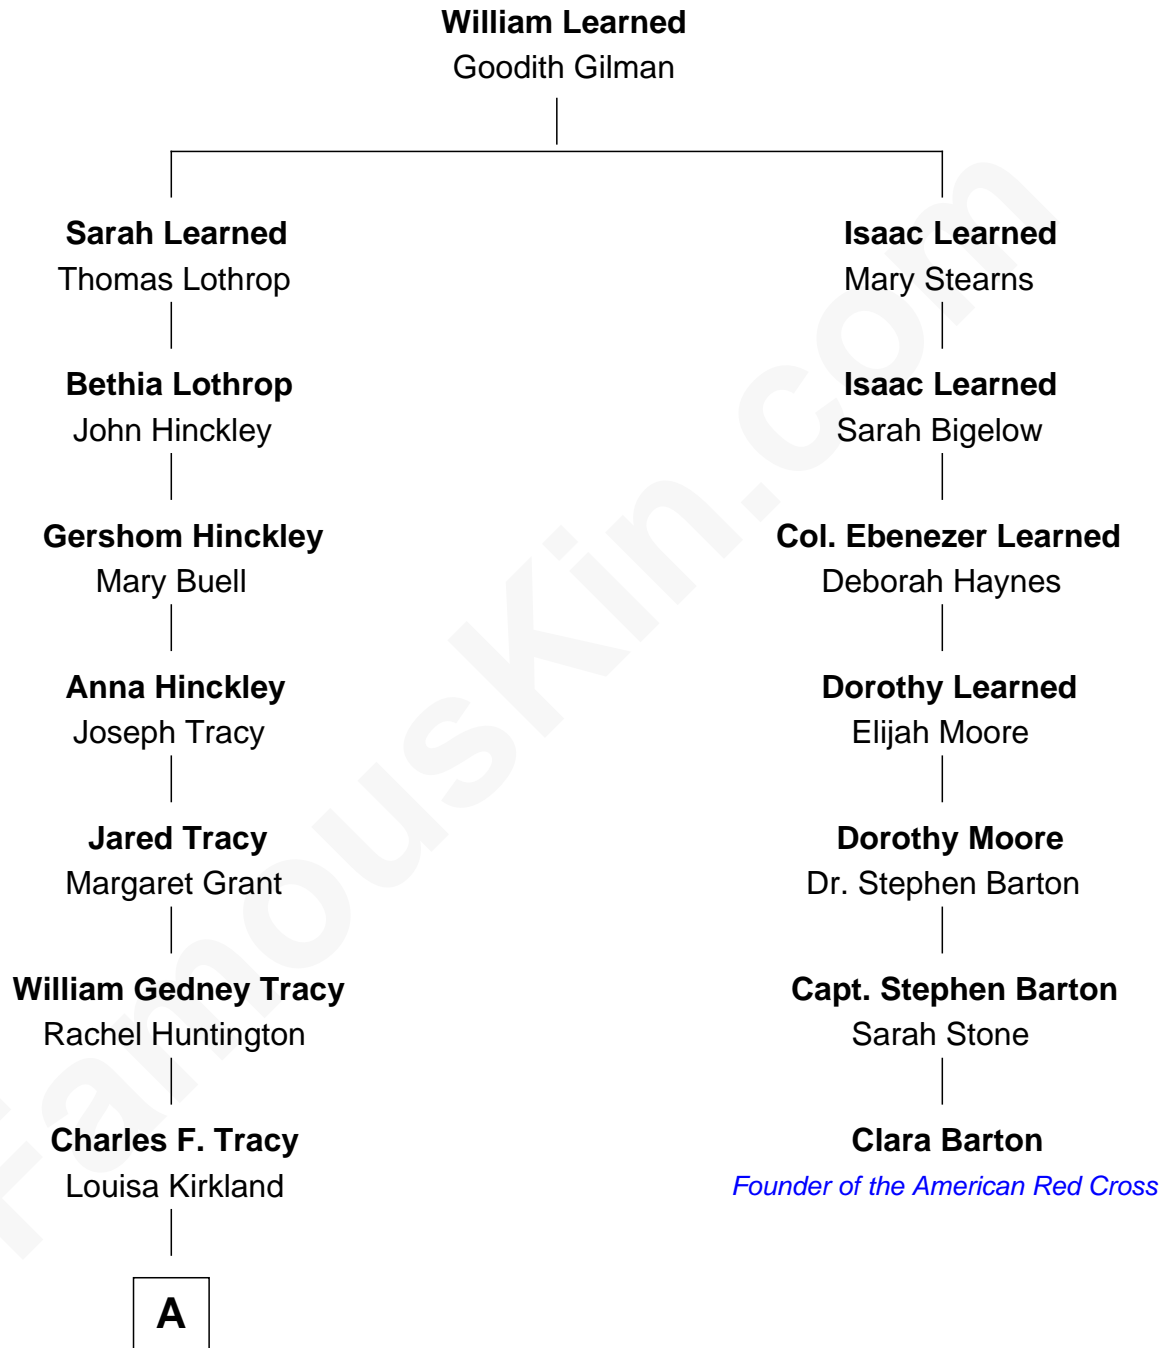 William Learned
Goodith Gilman
Sarah Learned
Thomas Lothrop
Isaac Learned
Mary Stearns
Bethia Lothrop
John Hinckley
Isaac Learned
Sarah Bigelow
Gershom Hinckley
Mary Buell
Col. Ebenezer Learned
Deborah Haynes
Anna Hinckley
Joseph Tracy
Dorothy Learned
Elijah Moore
Jared Tracy
Margaret Grant
Dorothy Moore
Dr. Stephen Barton
William Gedney Tracy
Rachel Huntington
Capt. Stephen Barton
Sarah Stone
Charles F. Tracy
Louisa Kirkland
Clara Barton
Founder of the American Red Cross
A
FamousKin.com